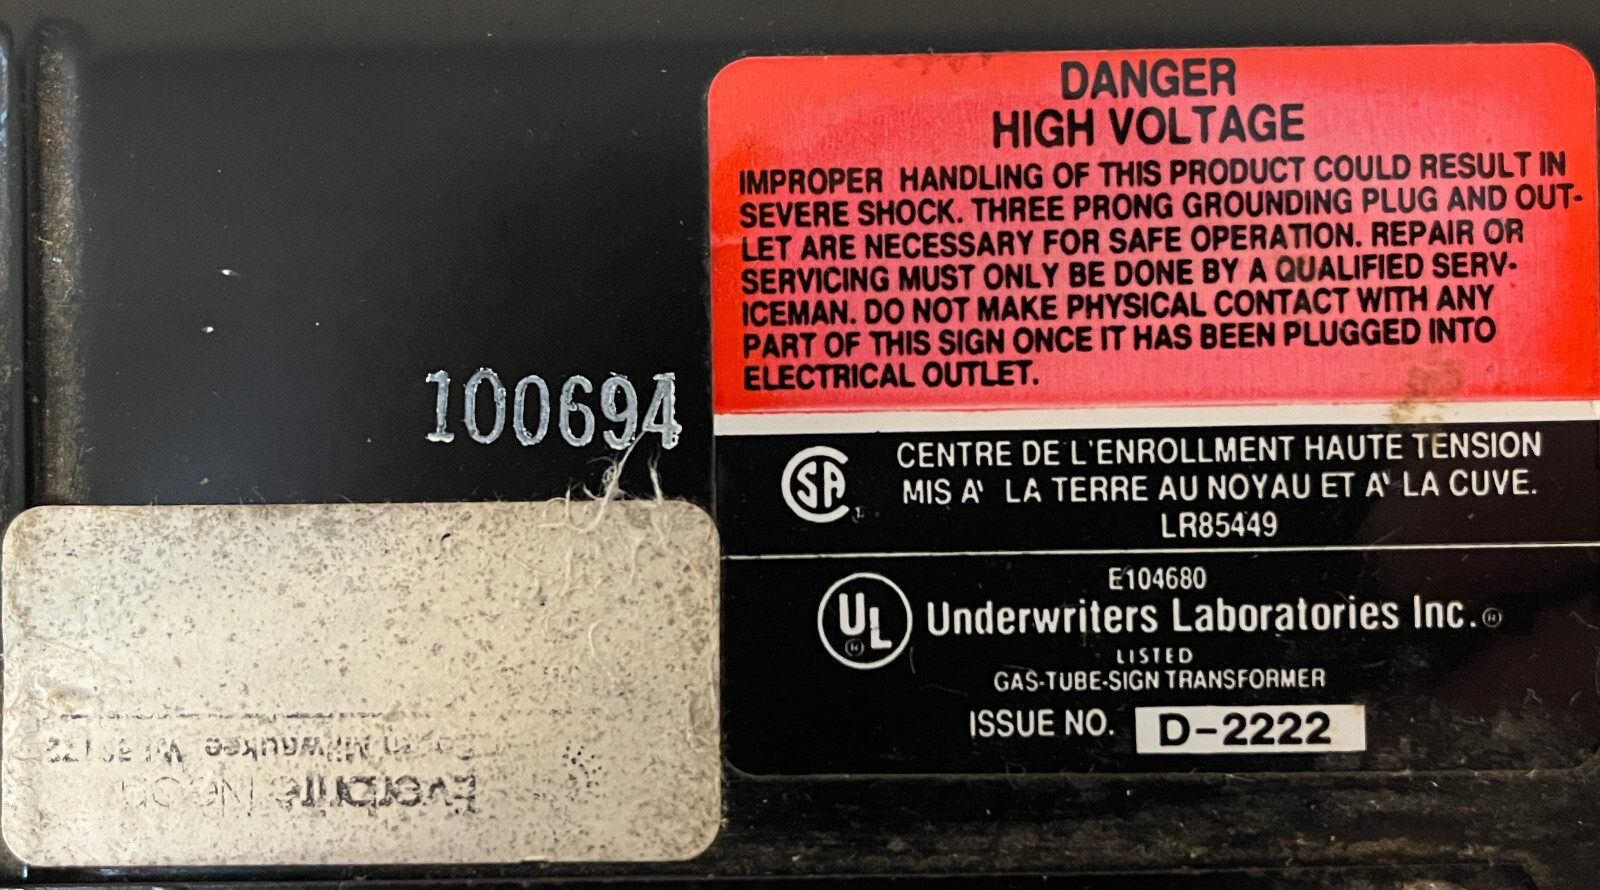 DANGER
HIGH VOLTAGE
IMPROPER HANDLING OF THIS PRODUCT COULD RESULT IN
SEVERE SHOCK. THREE PRONG GROUNDING PLUG AND OUT-
LET ARE NECESSARY FOR SAFE OPERATION. REPAIR OR
SERVICING MUST ONLY BE DONE BY A QUALIFIED SERV-
ICEMAN. DO NOT MAKE PHYSICAL CONTACT WITH ANY
PART OF THIS SIGN ONCE IT HAS BEEN PLUGGED INTO
ELECTRICAL OUTLET.
100694
SA
CENTRE DE L'ENROLLMENT HAUTE TENSION
MIS A' LA TERRE AU NOYAU ET A' LA CUVE.
LR85449
E104680
UL
Underwriters Laboratories Inc.®
LISTED
GAS-TUBE-SIGN TRANSFORMER
ISSUE NO. D-2222
Everbrite
Milwaukee